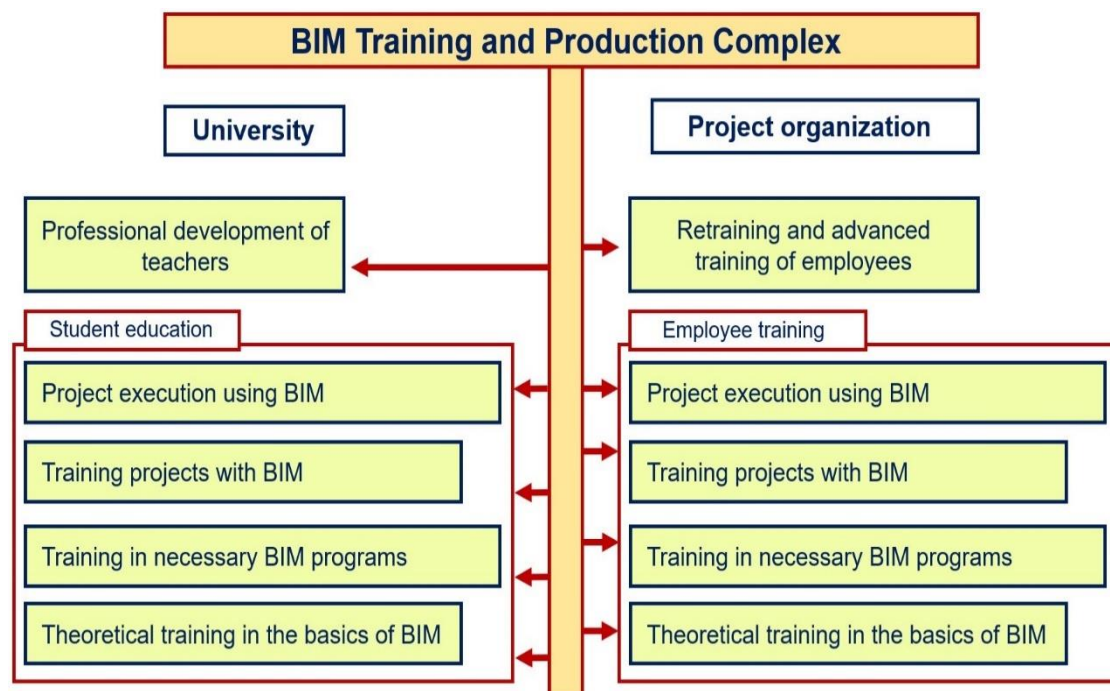 BIM Training and Production Complex
University
Project organization
Professional development of
teachers
Retraining and advanced
training of employees
Student education
Project execution using BIM
Training projects with BIM
Training in necessary BIM programs
Theoretical training in the basics of BIM
Employee training
Project execution using BIM
Training projects with BIM
Training in necessary BIM programs
Theoretical training in the basics of BIM